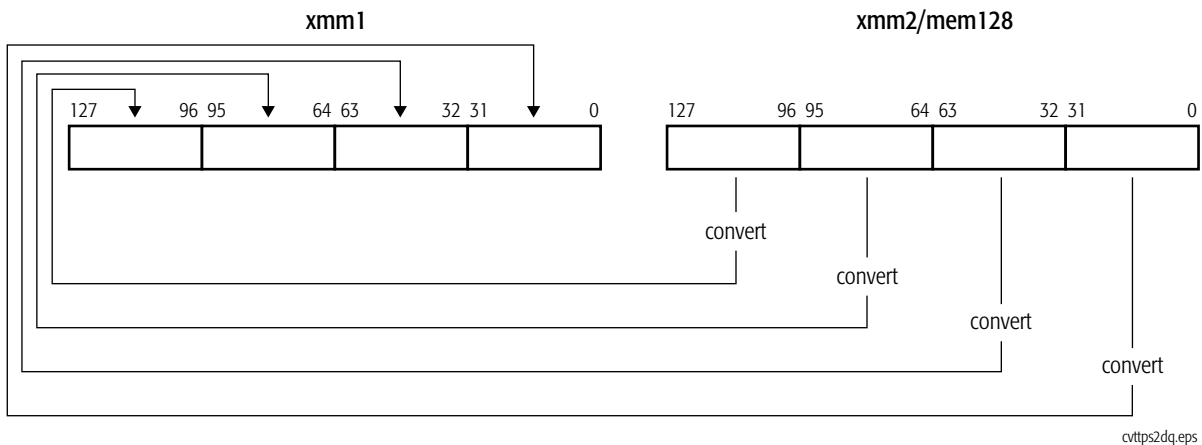 xmm1 xmm2/mem128
127 96 95 64 63 32 31 0 127 96 95 64 63 32 31 0
convert
convert
convert
convert
cvttps2dq.eps